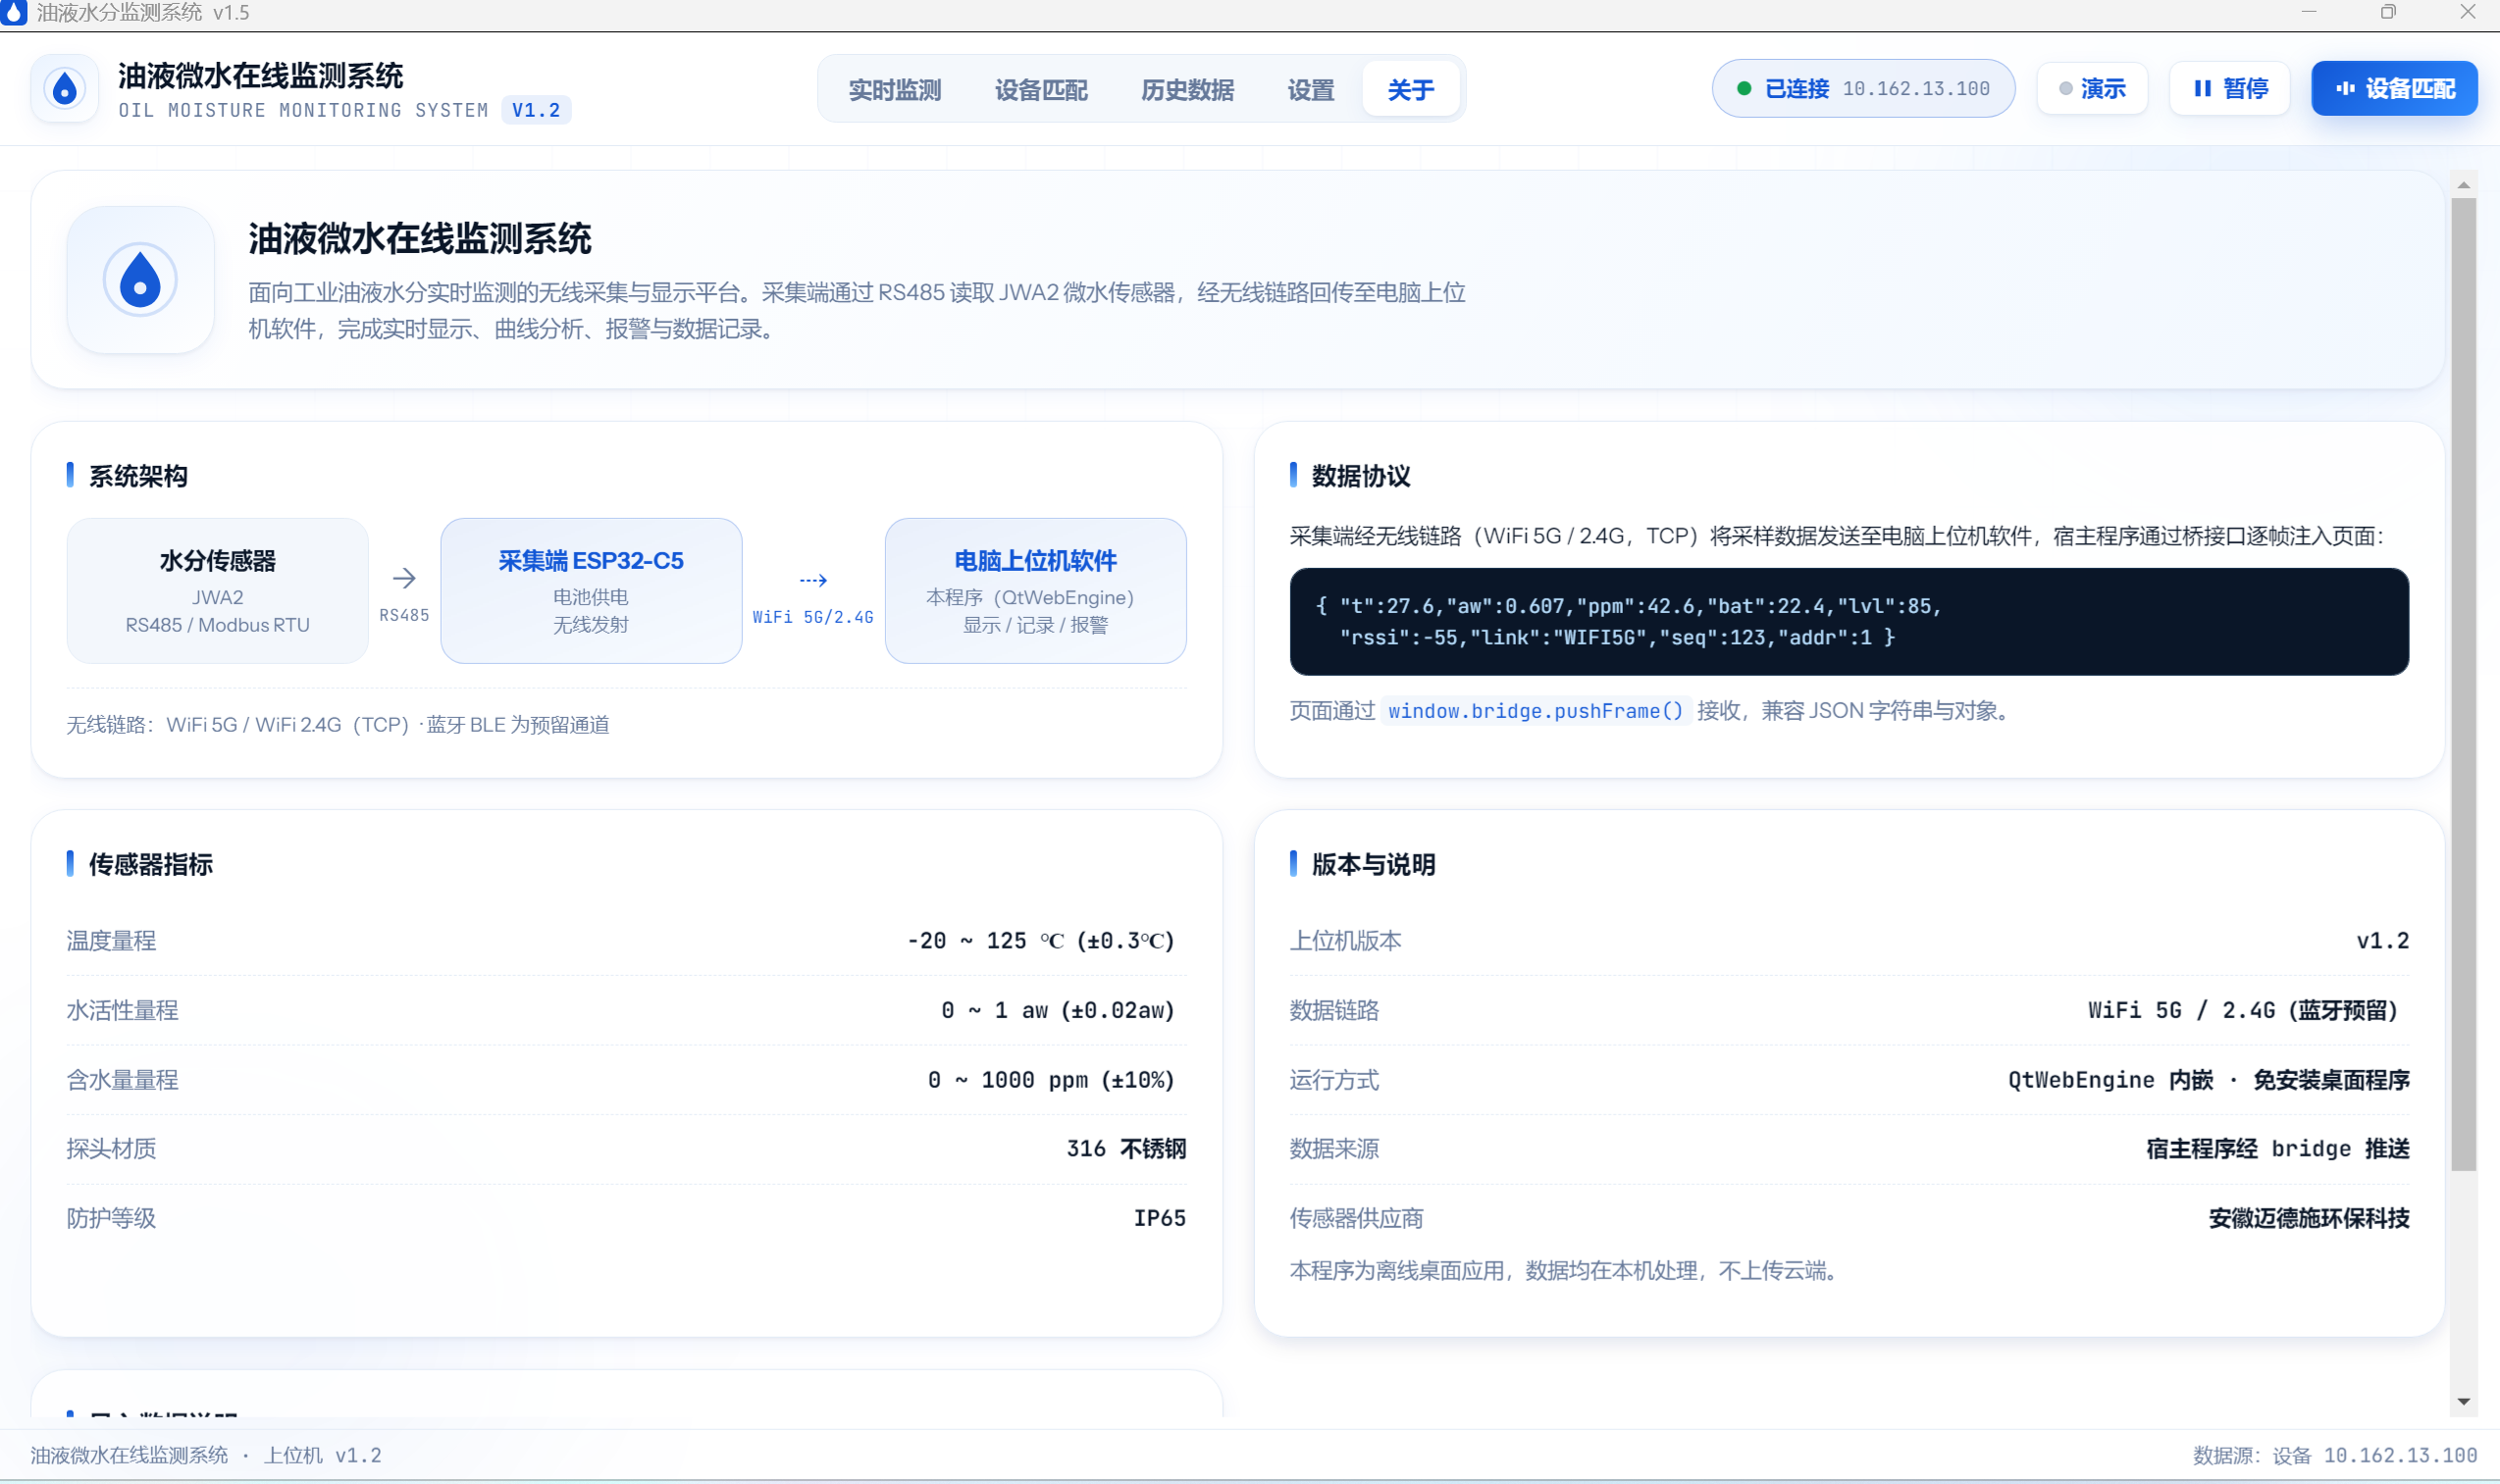 油液水分监测系统 v1.5
油液微水在线监测系统
OIL MOISTURE MONITORING SYSTEM V1.2
实时监测 设备匹配 历史数据 设置 关于
已连接 10.162.13.100 演示 暂停 设备匹配
油液微水在线监测系统
面向工业油液水分实时监测的无线采集与显示平台。采集端通过 RS485 读取 JWA2 微水传感器，经无线链路回传至电脑上位
机软件，完成实时显示、曲线分析、报警与数据记录。
系统架构
水分传感器
JWA2
RS485 / Modbus RTU
RS485
采集端 ESP32-C5
电池供电
无线发射
WiFi 5G/2.4G
电脑上位机软件
本程序（QtWebEngine）
显示 / 记录 / 报警
无线链路：WiFi 5G / WiFi 2.4G（TCP）· 蓝牙 BLE 为预留通道
数据协议
采集端经无线链路（WiFi 5G / 2.4G，TCP）将采样数据发送至电脑上位机软件，宿主程序通过桥接口逐帧注入页面：
{ "t":27.6,"aw":0.607,"ppm":42.6,"bat":22.4,"lvl":85,
"rssi":-55,"link":"WIFI5G","seq":123,"addr":1 }
页面通过 window.bridge.pushFrame() 接收，兼容 JSON 字符串与对象。
传感器指标
温度量程 -20 ~ 125 ℃ (±0.3℃)
水活性量程 0 ~ 1 aw (±0.02aw)
含水量量程 0 ~ 1000 ppm (±10%)
探头材质 316 不锈钢
防护等级 IP65
版本与说明
上位机版本 v1.2
数据链路 WiFi 5G / 2.4G (蓝牙预留)
运行方式 QtWebEngine 内嵌 · 免安装桌面程序
数据来源 宿主程序经 bridge 推送
传感器供应商 安徽迈德施环保科技
本程序为离线桌面应用，数据均在本机处理，不上传云端。
油液微水在线监测系统 · 上位机 v1.2
数据源：设备 10.162.13.100